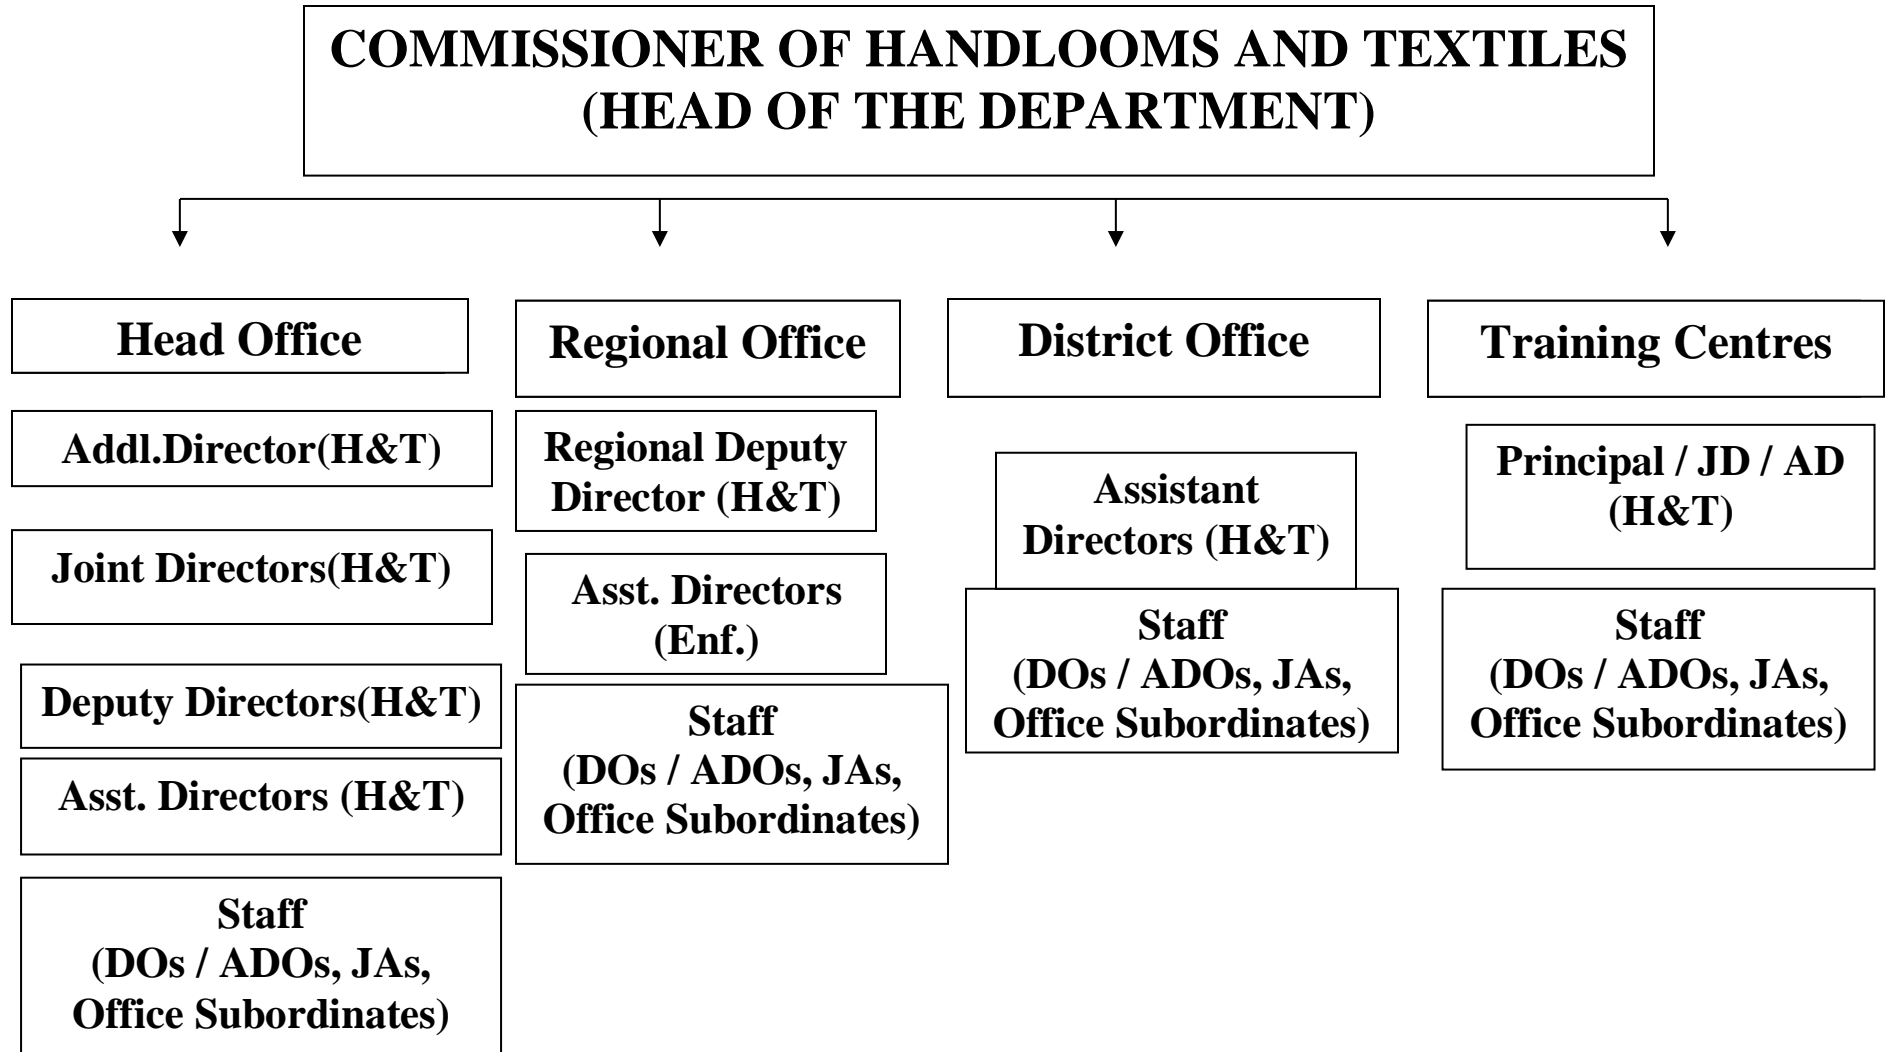 COMMISSIONER OF HANDLOOMS AND TEXTILES
(HEAD OF THE DEPARTMENT)
Head Office
Addl.Director(H&T)
Joint Directors(H&T)
Deputy Directors(H&T)
Asst. Directors (H&T)
Staff
(DOs / ADOs, JAs,
Office Subordinates)
Regional Office
Regional Deputy
Director (H&T)
Asst. Directors
(Enf.)
Staff
(DOs / ADOs, JAs,
Office Subordinates)
District Office
Assistant
Directors (H&T)
Staff
(DOs / ADOs, JAs,
Office Subordinates)
Training Centres
Principal / JD / AD
(H&T)
Staff
(DOs / ADOs, JAs,
Office Subordinates)